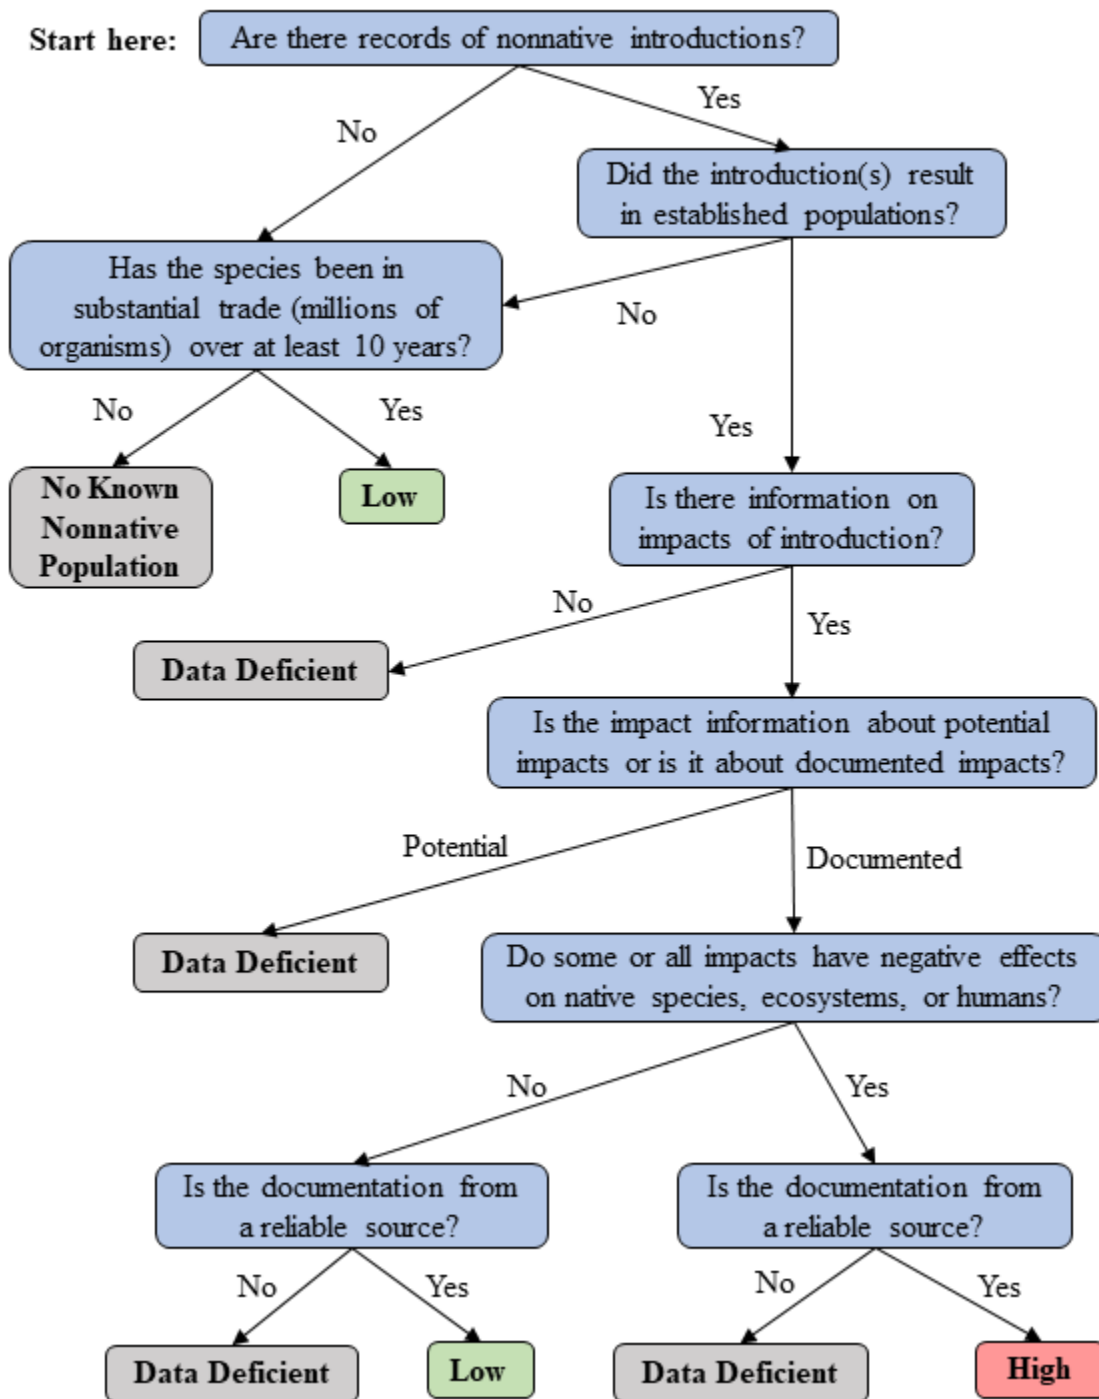 Start here:
Are there records of nonnative introductions?
No
Yes
Did the introduction(s) result
in established populations?
Has the species been in
substantial trade (millions of
organisms) over at least 10 years?
No
No
Yes
Yes
No Known
Nonnative
Population
Low
Is there information on
impacts of introduction?
No
Yes
Data Deficient
Is the impact information about potential
impacts or is it about documented impacts?
Potential
Documented
Data Deficient
Do some or all impacts have negative effects
on native species, ecosystems, or humans?
No
Yes
Is the documentation from
a reliable source?
Is the documentation from
a reliable source?
No
Yes
No
Yes
Data Deficient
Low
Data Deficient
High